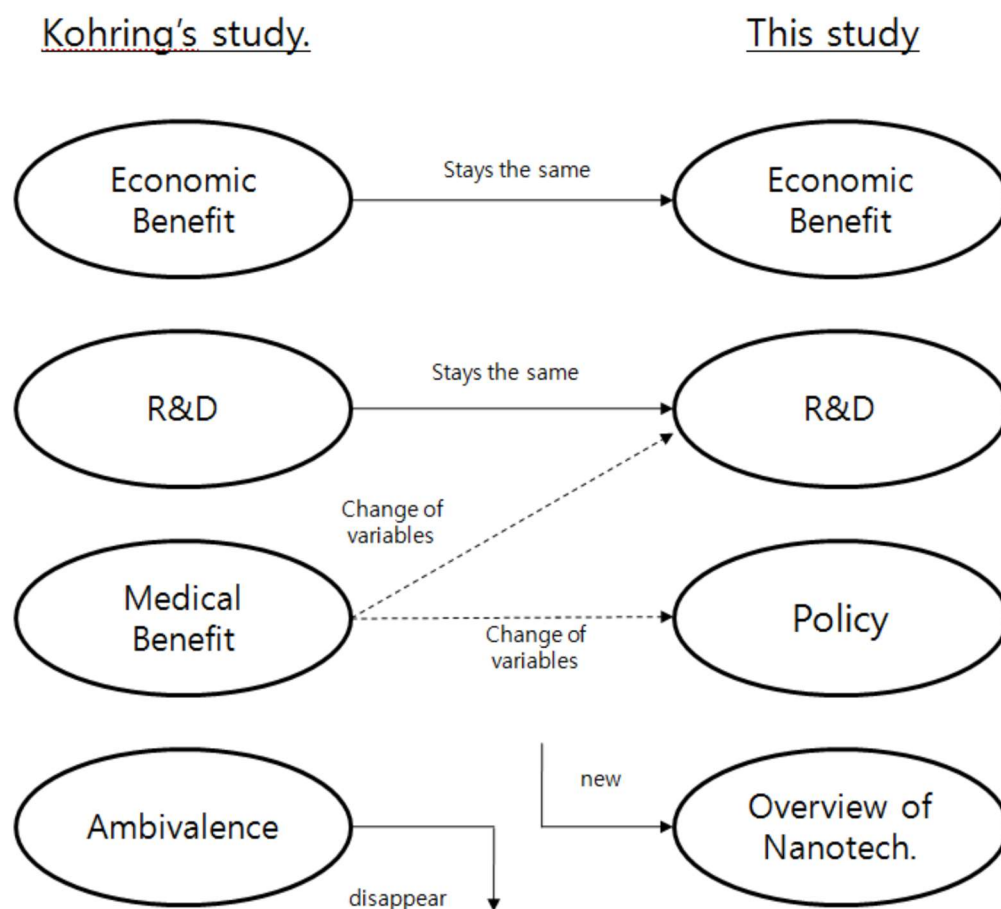 Kohring's study.
This study
Economic
Benefit
Stays the same
Economic
Benefit
R&D
Stays the same
R&D
Change of
variables
Medical
Benefit
Change of
variables
Policy
Ambivalence
disappear
new
Overview of
Nanotech.